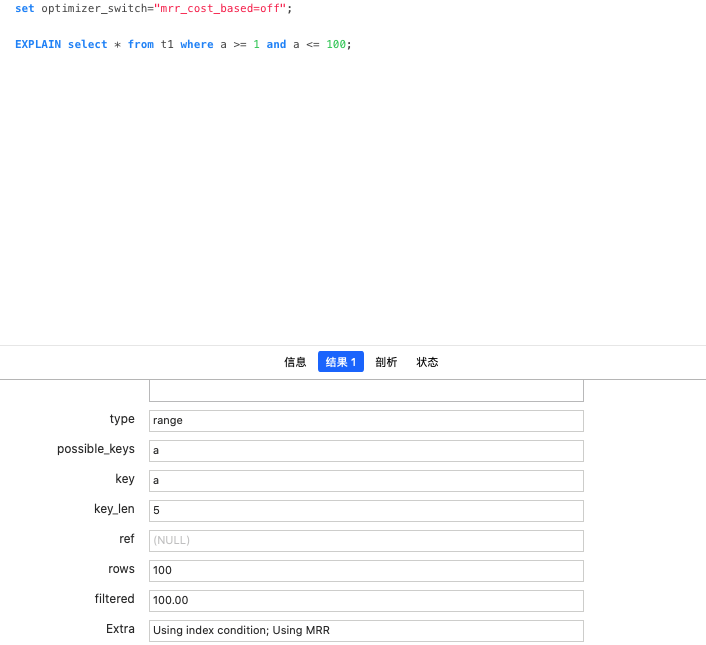 set optimizer_switch="mrr_cost_based=off";
EXPLAIN select * from t1 where a >= 1 and a <= 100;
信息 结果 1 剖析 状态
type range
possible_keys a
key a
key_len 5
ref (NULL)
rows 100
filtered 100.00
Extra Using index condition; Using MRR